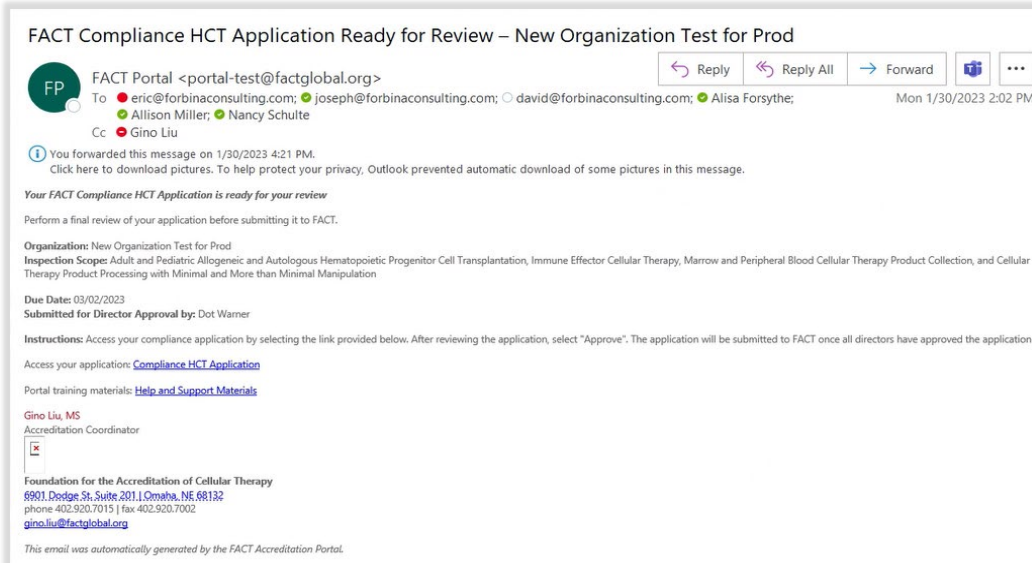 FACT Compliance HCT Application Ready for Review – New Organization Test for Prod
FP
FACT Portal <portal-test@factglobal.org>
Reply
Reply All
Forward
To eric@forbinaconsulting.com; joseph@forbinaconsulting.com; david@forbinaconsulting.com; Alisa Forsythe;
Mon 1/30/2023 2:02 PM
Allison Miller; Nancy Schulte
Cc Gino Liu
You forwarded this message on 1/30/2023 4:21 PM.
Click here to download pictures. To help protect your privacy, Outlook prevented automatic download of some pictures in this message.
Your FACT Compliance HCT Application is ready for your review
Perform a final review of your application before submitting it to FACT.
Organization: New Organization Test for Prod
Inspection Scope: Adult and Pediatric Allogeneic and Autologous Hematopoietic Progenitor Cell Transplantation, Immune Effector Cellular Therapy, Marrow and Peripheral Blood Cellular Therapy Product Collection, and Cellular
Therapy Product Processing with Minimal and More than Minimal Manipulation
Due Date: 03/02/2023
Submitted for Director Approval by: Dot Warner
Instructions: Access your compliance application by selecting the link provided below. After reviewing the application, select "Approve". The application will be submitted to FACT once all directors have approved the application
Access your application: Compliance HCT Application
Portal training materials: Help and Support Materials
Gino Liu, MS
Accreditation Coordinator
Foundation for the Accreditation of Cellular Therapy
6901 Dodge St, Suite 201 | Omaha, NE 68132
phone 402.920.7015 | fax 402.920.7002
gino.liu@factglobal.org
This email was automatically generated by the FACT Accreditation Portal.